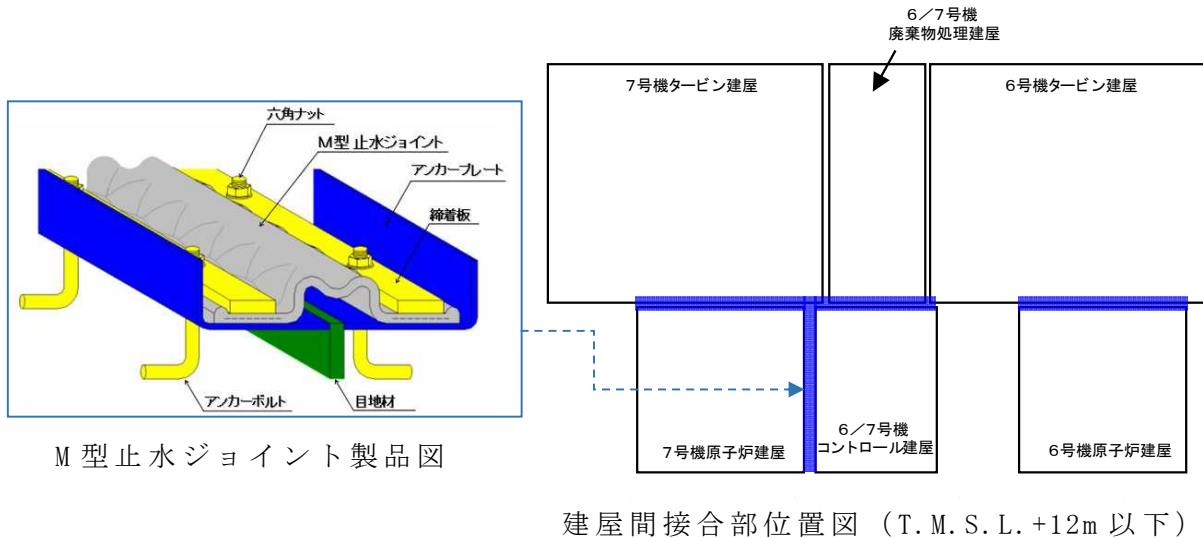 六角ナット
M型 止水ジョイント
アンカープレート
締着板
アンカーボルト
目地材
M型止水ジョイント製品図
6/7号機
廃棄物処理建屋
7号機タービン建屋
6号機タービン建屋
7号機原子炉建屋
6/7号機
コントロール建屋
6号機原子炉建屋
建屋間接合部位置図(T.M.S.L.+12m以下)